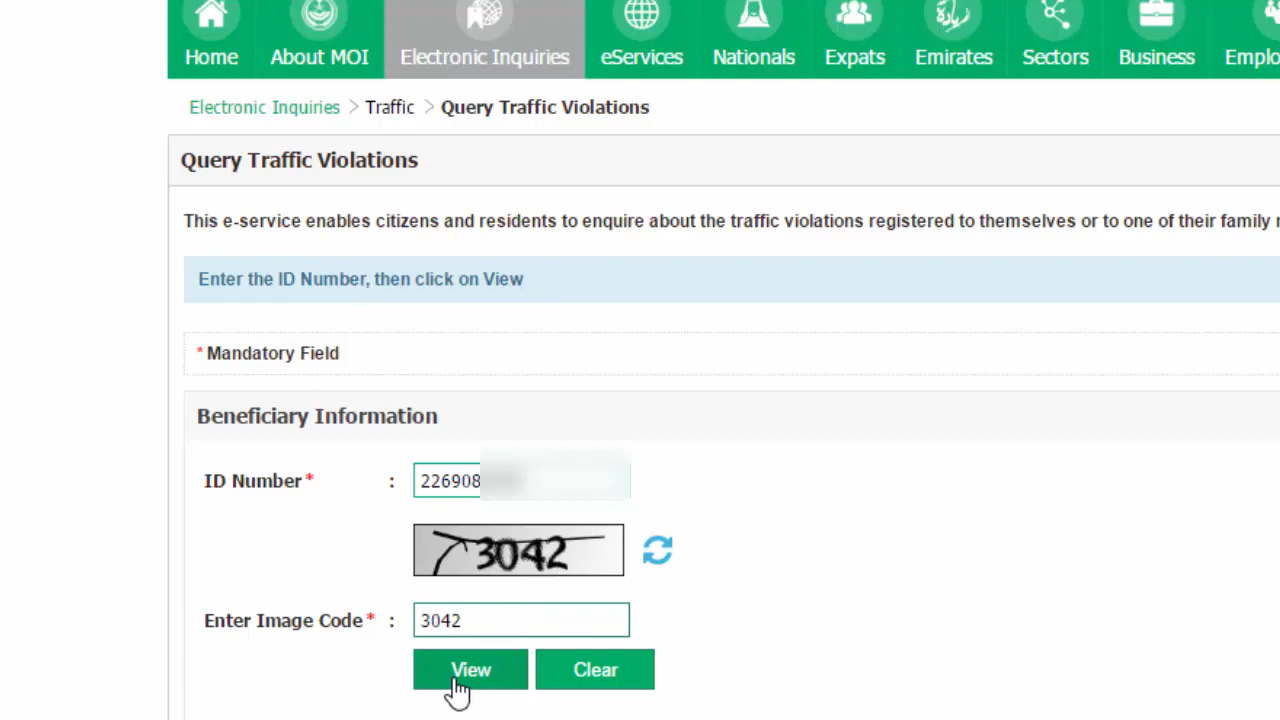 Home About MOI Electronic Inquiries eServices Nationals Expats Emirates Sectors Business Emplo
Electronic Inquiries > Traffic > Query Traffic Violations
Query Traffic Violations
This e-service enables citizens and residents to enquire about the traffic violations registered to themselves or to one of their family
Enter the ID Number, then click on View
* Mandatory Field
Beneficiary Information
ID Number * : 226908
3042
Enter Image Code * : 3042
View Clear